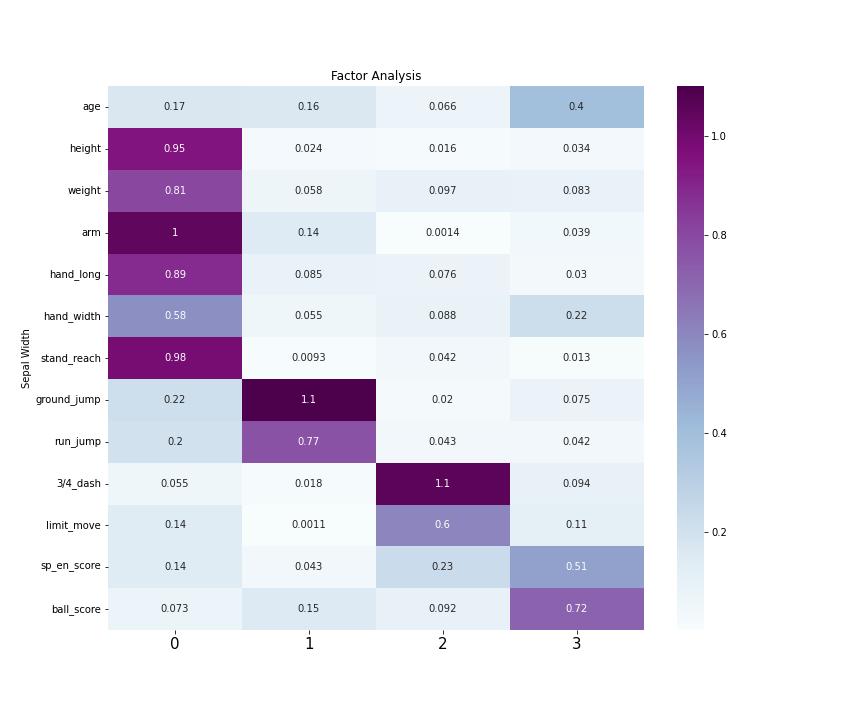 Factor Analysis
age 0.17 0.16 0.066 0.4
height 0.95 0.024 0.016 0.034
weight 0.81 0.058 0.097 0.083
arm 1 0.14 0.0014 0.039
hand_long 0.89 0.085 0.076 0.03
hand_width 0.58 0.055 0.088 0.22
stand_reach 0.98 0.0093 0.042 0.013
ground_jump 0.22 1.1 0.02 0.075
run_jump 0.2 0.77 0.043 0.042
3/4_dash 0.055 0.018 1.1 0.094
limit_move 0.14 0.0011 0.6 0.11
sp_en_score 0.14 0.043 0.23 0.51
ball_score 0.073 0.15 0.092 0.72
0 1 2 3
Sepal Width
1.0
0.8
0.6
0.4
0.2